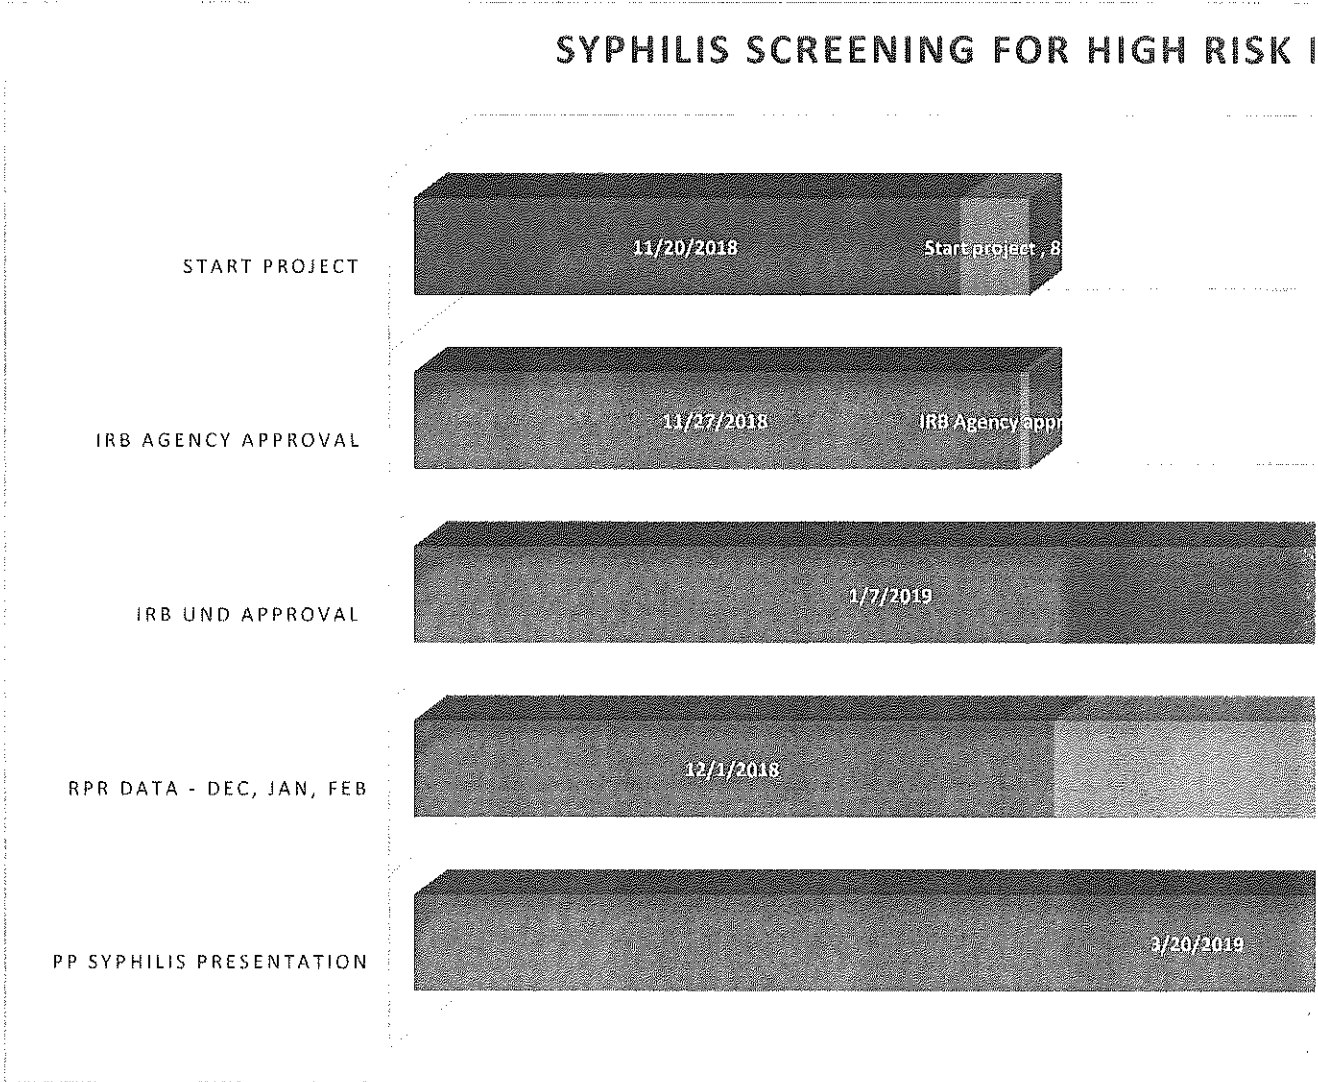 SYPHILIS SCREENING FOR HIGH RISK
START PROJECT
11/20/2018
Start project , 8
IRB AGENCY APPROVAL
11/27/2018
IRB Agency appr
IRB UND APPROVAL
1/7/2019
RPR DATA - DEC, JAN, FEB
12/1/2018
PP SYPHILIS PRESENTATION
3/20/2019